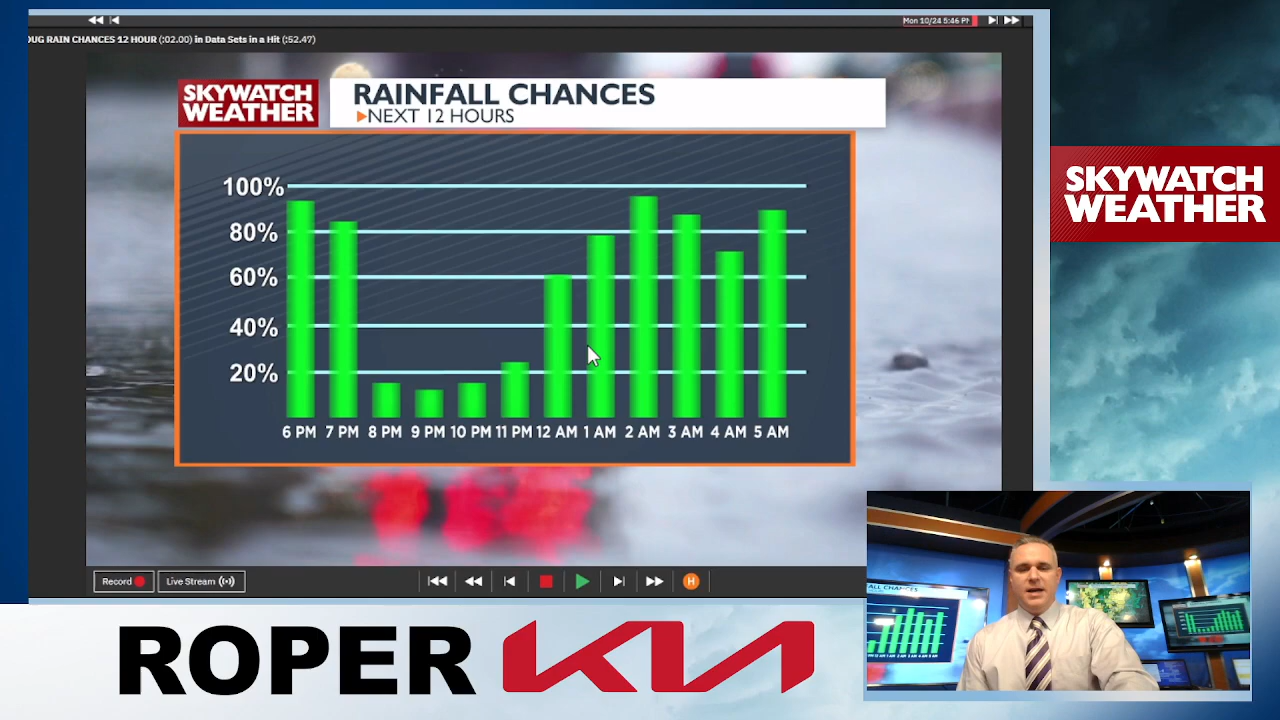 Mon 10/24 5:46 PM
OUG RAIN CHANCES 12 HOUR (:02.00) in Data Sets in a Hit (:52.47)
SKYWATCH
WEATHER
RAINFALL CHANCES
NEXT 12 HOURS
100%
80%
60%
40%
20%
6 PM 7 PM 8 PM 9 PM 10 PM 11 PM 12 AM 1 AM 2 AM 3 AM 4 AM 5 AM
SKYWATCH
WEATHER
Record
Live Stream
H
ROPER KIA